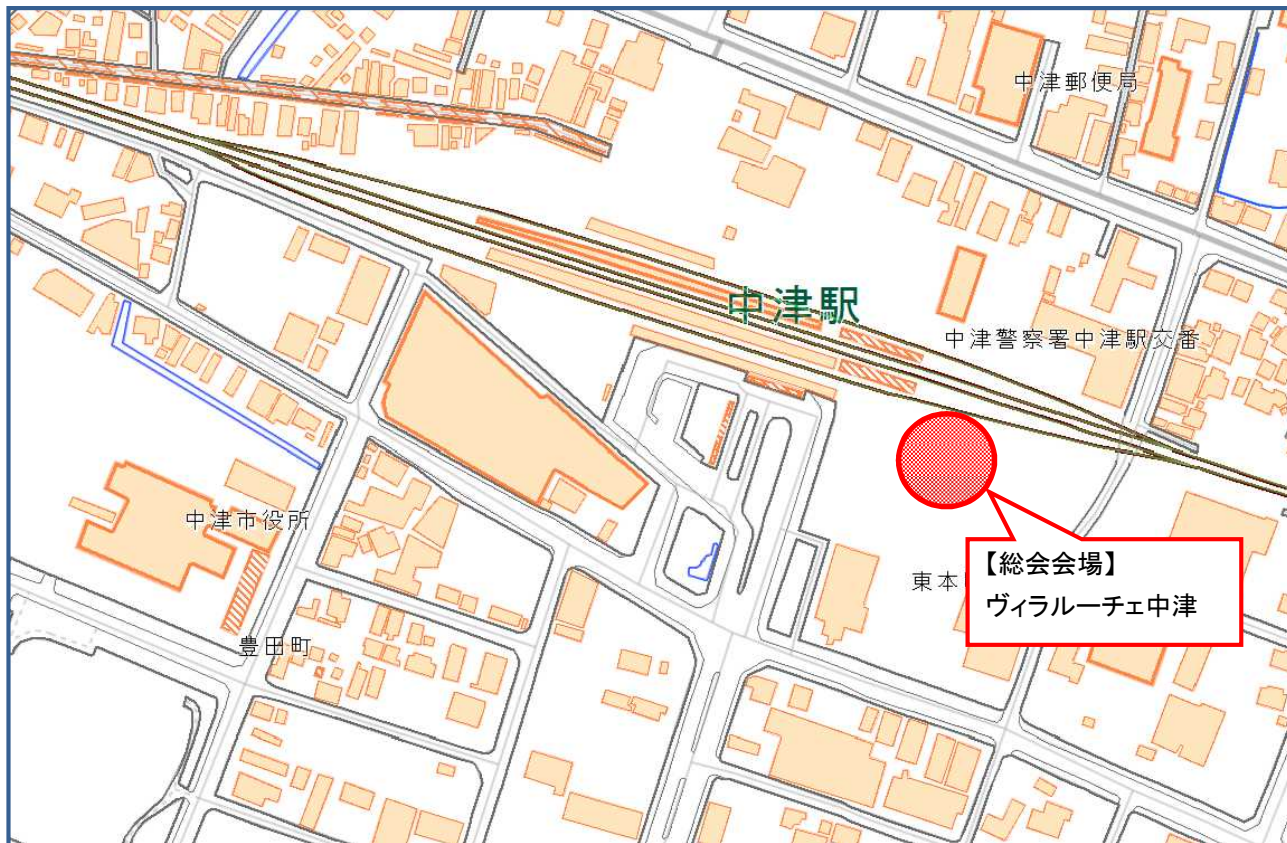 中津郵便局
中津駅
中津警察署中津駅交番
中津市役所
【総会会場】
ヴィラルーチェ中津
東本
豊田町